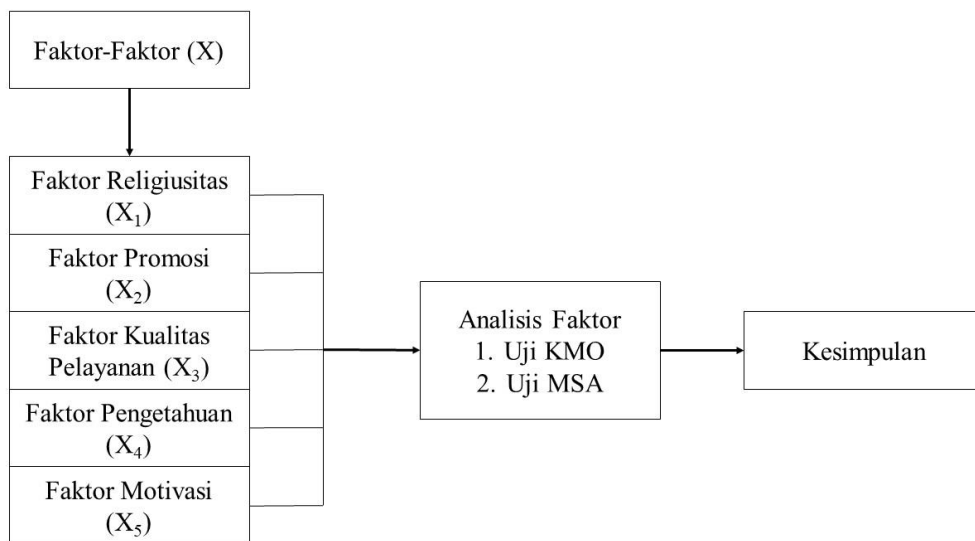 Faktor-Faktor (X)
Faktor Religiusitas
(X₁)
Faktor Promosi
(X₂)
Faktor Kualitas
Pelayanan (X₃)
Faktor Pengetahuan
(X₄)
Faktor Motivasi
(X₅)
Analisis Faktor
1. Uji KMO
2. Uji MSA
Kesimpulan